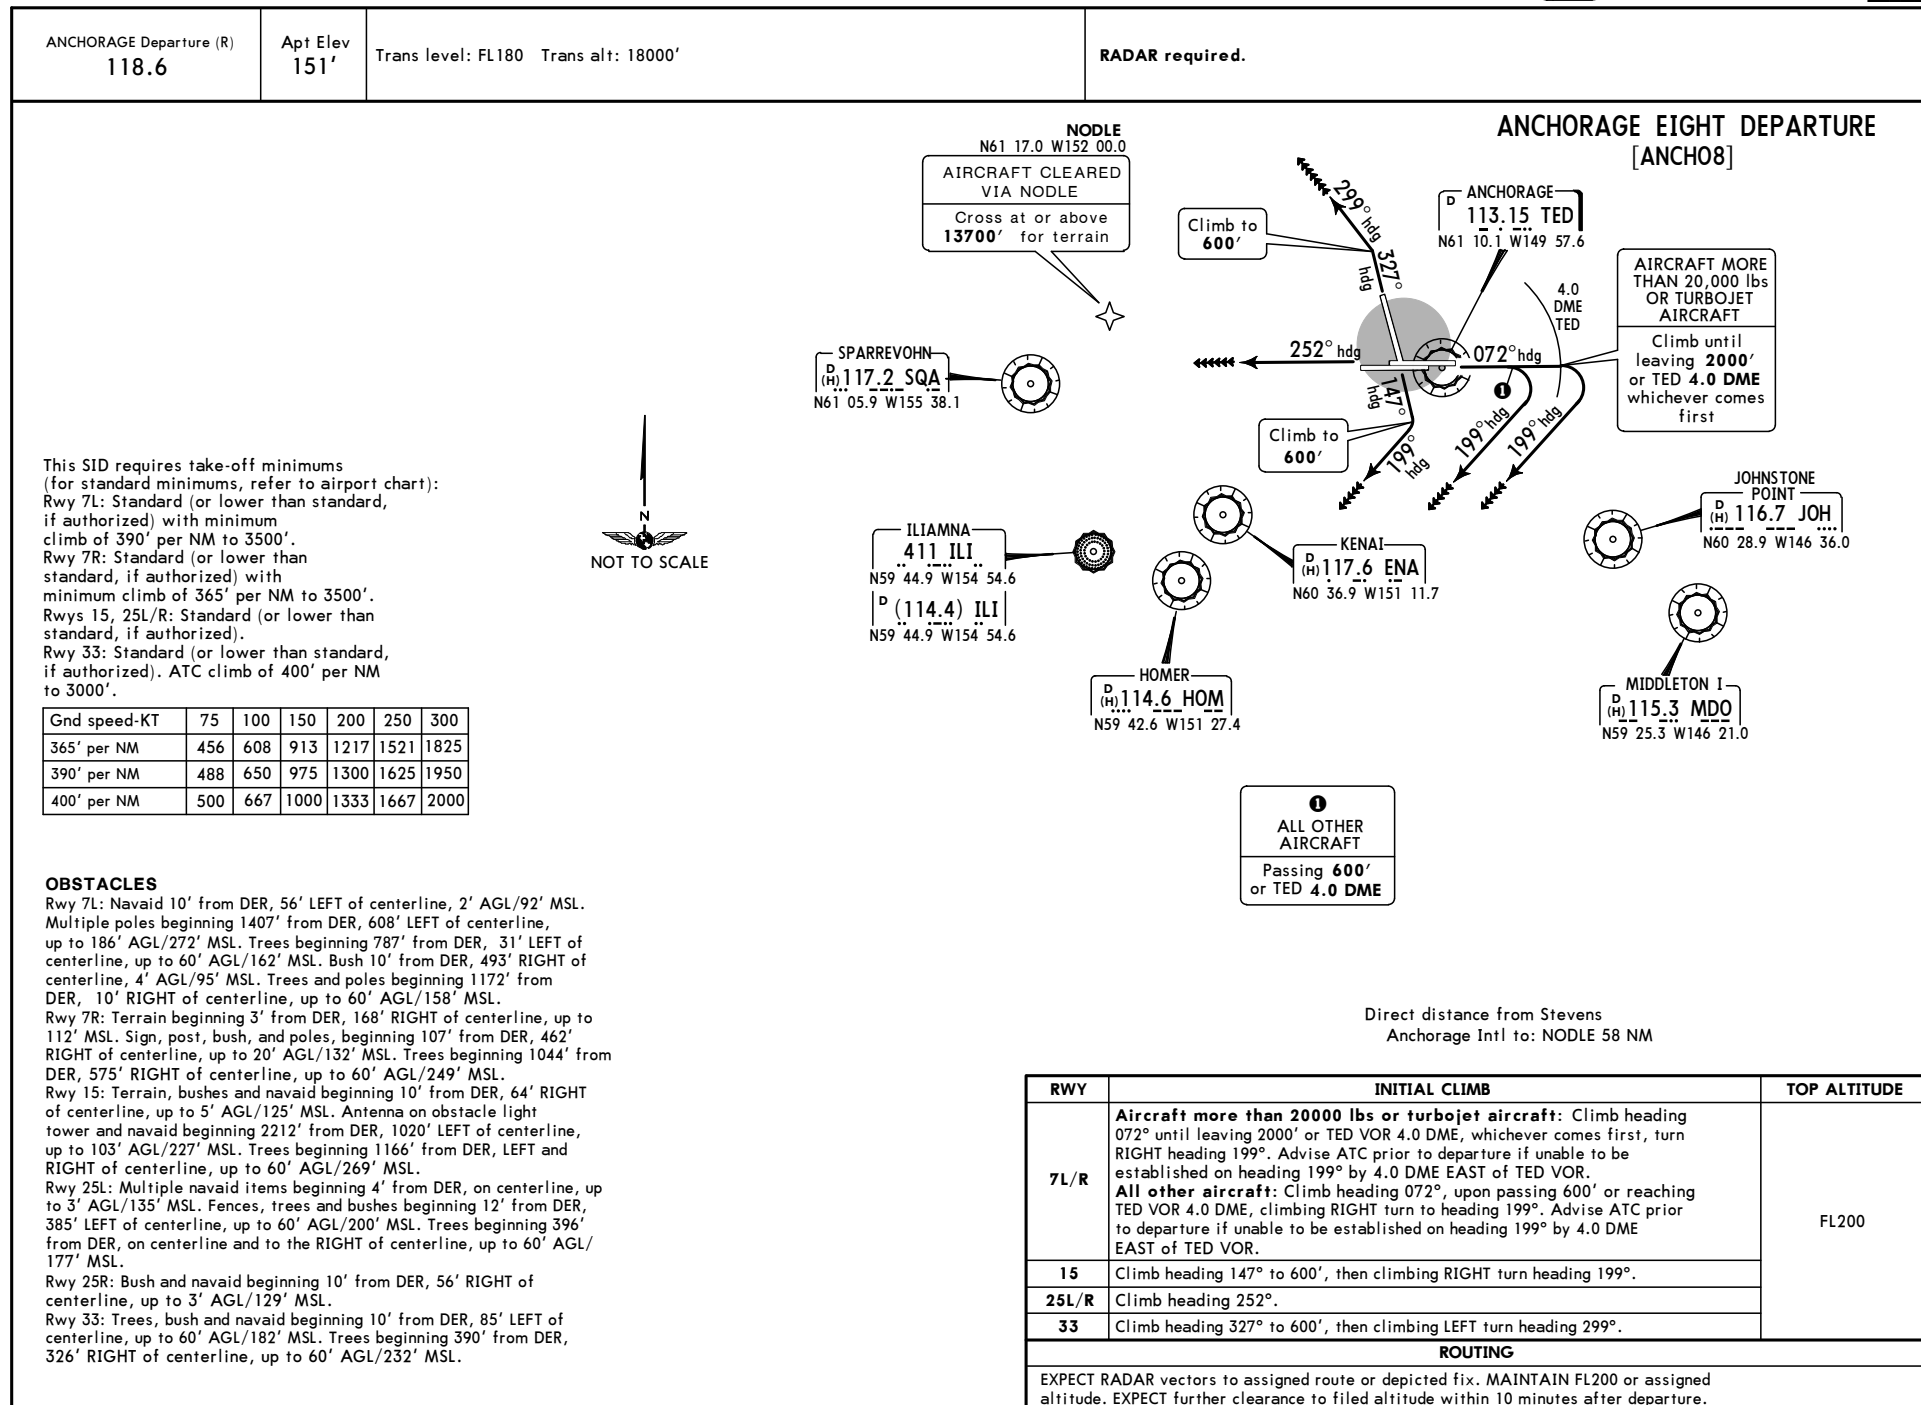 ANCHORAGE Departure (R)
118.6
Apt Elev
151'
Trans level: FL180 Trans alt: 18000'
RADAR required.
ANCHORAGE EIGHT DEPARTURE
[ANCHO8]
NODLE
N61 17.0 W152 00.0
AIRCRAFT CLEARED
VIA NODLE
Cross at or above
13700' for terrain
Climb to
600'
299° hdg
327° hdg
D
ANCHORAGE
113.15 TED
N61 10.1 W149 57.6
4.0
DME
TED
AIRCRAFT MORE
THAN 20,000 lbs
OR TURBOJET
AIRCRAFT
Climb until
leaving 2000'
or TED 4.0 DME
whichever comes
first
252° hdg
072° hdg
147° hdg
1
199° hdg
199° hdg
199° hdg
Climb to
600'
SPARREVOHN
D
(H) 117.2 SQA
N61 05.9 W155 38.1
This SID requires take-off minimums
(for standard minimums, refer to airport chart):
Rwy 7L: Standard (or lower than standard,
if authorized) with minimum
climb of 390' per NM to 3500'.
Rwy 7R: Standard (or lower than
standard, if authorized) with
minimum climb of 365' per NM to 3500'.
Rwys 15, 25L/R: Standard (or lower than
standard, if authorized).
Rwy 33: Standard (or lower than standard,
if authorized). ATC climb of 400' per NM
to 3000'.
N
NOT TO SCALE
ILIAMNA
411 ILI
N59 44.9 W154 54.6
D (114.4) ILI
N59 44.9 W154 54.6
KENAI
D
(H) 117.6 ENA
N60 36.9 W151 11.7
JOHNSTONE
POINT
D
(H) 116.7 JOH
N60 28.9 W146 36.0
HOMER
D
(H) 114.6 HOM
N59 42.6 W151 27.4
MIDDLETON I
D
(H) 115.3 MDO
N59 25.3 W146 21.0
Gnd speed-KT 75 100 150 200 250 300
365' per NM 456 608 913 1217 1521 1825
390' per NM 488 650 975 1300 1625 1950
400' per NM 500 667 1000 1333 1667 2000
1
ALL OTHER
AIRCRAFT
Passing 600'
or TED 4.0 DME
OBSTACLES
Rwy 7L: Navaid 10' from DER, 56' LEFT of centerline, 2' AGL/92' MSL.
Multiple poles beginning 1407' from DER, 608' LEFT of centerline,
up to 186' AGL/272' MSL. Trees beginning 787' from DER, 31' LEFT of
centerline, up to 60' AGL/162' MSL. Bush 10' from DER, 493' RIGHT of
centerline, 4' AGL/95' MSL. Trees and poles beginning 1172' from
DER, 10' RIGHT of centerline, up to 60' AGL/158' MSL.
Rwy 7R: Terrain beginning 3' from DER, 168' RIGHT of centerline, up to
112' MSL. Sign, post, bush, and poles, beginning 107' from DER, 462'
RIGHT of centerline, up to 20' AGL/132' MSL. Trees beginning 1044' from
DER, 575' RIGHT of centerline, up to 60' AGL/249' MSL.
Rwy 15: Terrain, bushes and navaid beginning 10' from DER, 64' RIGHT
of centerline, up to 5' AGL/125' MSL. Antenna on obstacle light
tower and navaid beginning 2212' from DER, 1020' LEFT of centerline,
up to 103' AGL/227' MSL. Trees beginning 1166' from DER, LEFT and
RIGHT of centerline, up to 60' AGL/269' MSL.
Rwy 25L: Multiple navaid items beginning 4' from DER, on centerline, up
to 3' AGL/135' MSL. Fences, trees and bushes beginning 12' from DER,
385' LEFT of centerline, up to 60' AGL/200' MSL. Trees beginning 396'
from DER, on centerline and to the RIGHT of centerline, up to 60' AGL/
177' MSL.
Rwy 25R: Bush and navaid beginning 10' from DER, 56' RIGHT of
centerline, up to 3' AGL/129' MSL.
Rwy 33: Trees, bush and navaid beginning 10' from DER, 85' LEFT of
centerline, up to 60' AGL/182' MSL. Trees beginning 390' from DER,
326' RIGHT of centerline, up to 60' AGL/232' MSL.
Direct distance from Stevens
Anchorage Intl to: NODLE 58 NM
RWY INITIAL CLIMB TOP ALTITUDE
7L/R
Aircraft more than 20000 lbs or turbojet aircraft: Climb heading
072° until leaving 2000' or TED VOR 4.0 DME, whichever comes first, turn
RIGHT heading 199°. Advise ATC prior to departure if unable to be
established on heading 199° by 4.0 DME EAST of TED VOR.
All other aircraft: Climb heading 072°, upon passing 600' or reaching
TED VOR 4.0 DME, climbing RIGHT turn to heading 199°. Advise ATC prior
to departure if unable to be established on heading 199° by 4.0 DME
EAST of TED VOR.
FL200
15 Climb heading 147° to 600', then climbing RIGHT turn heading 199°.
25L/R Climb heading 252°.
33 Climb heading 327° to 600', then climbing LEFT turn heading 299°.
ROUTING
EXPECT RADAR vectors to assigned route or depicted fix. MAINTAIN FL200 or assigned
altitude. EXPECT further clearance to filed altitude within 10 minutes after departure.